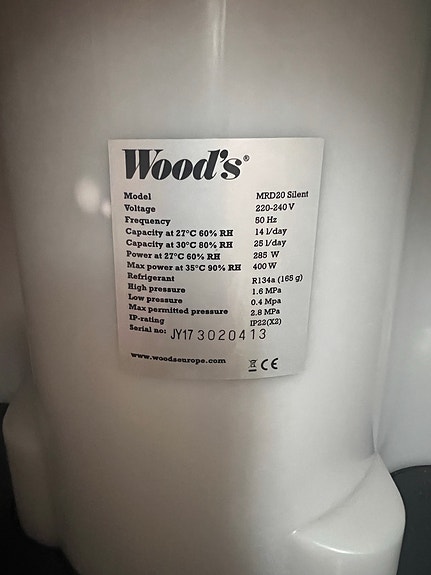 Wood's®
Model MRD20 Silent
Voltage 220-240 V
Frequency 50 Hz
Capacity at 27°C 60% RH 14 l/day
Capacity at 30°C 80% RH 25 l/day
Power at 27°C 60% RH 285 W
Max power at 35°C 90% RH 400 W
Refrigerant R134a (165 g)
High pressure 1.6 MPa
Low pressure 0.4 Mpa
Max permitted pressure 2.8 MPa
IP-rating IP22(X2)
Serial no: JY173020413
www.woodseurope.com CE